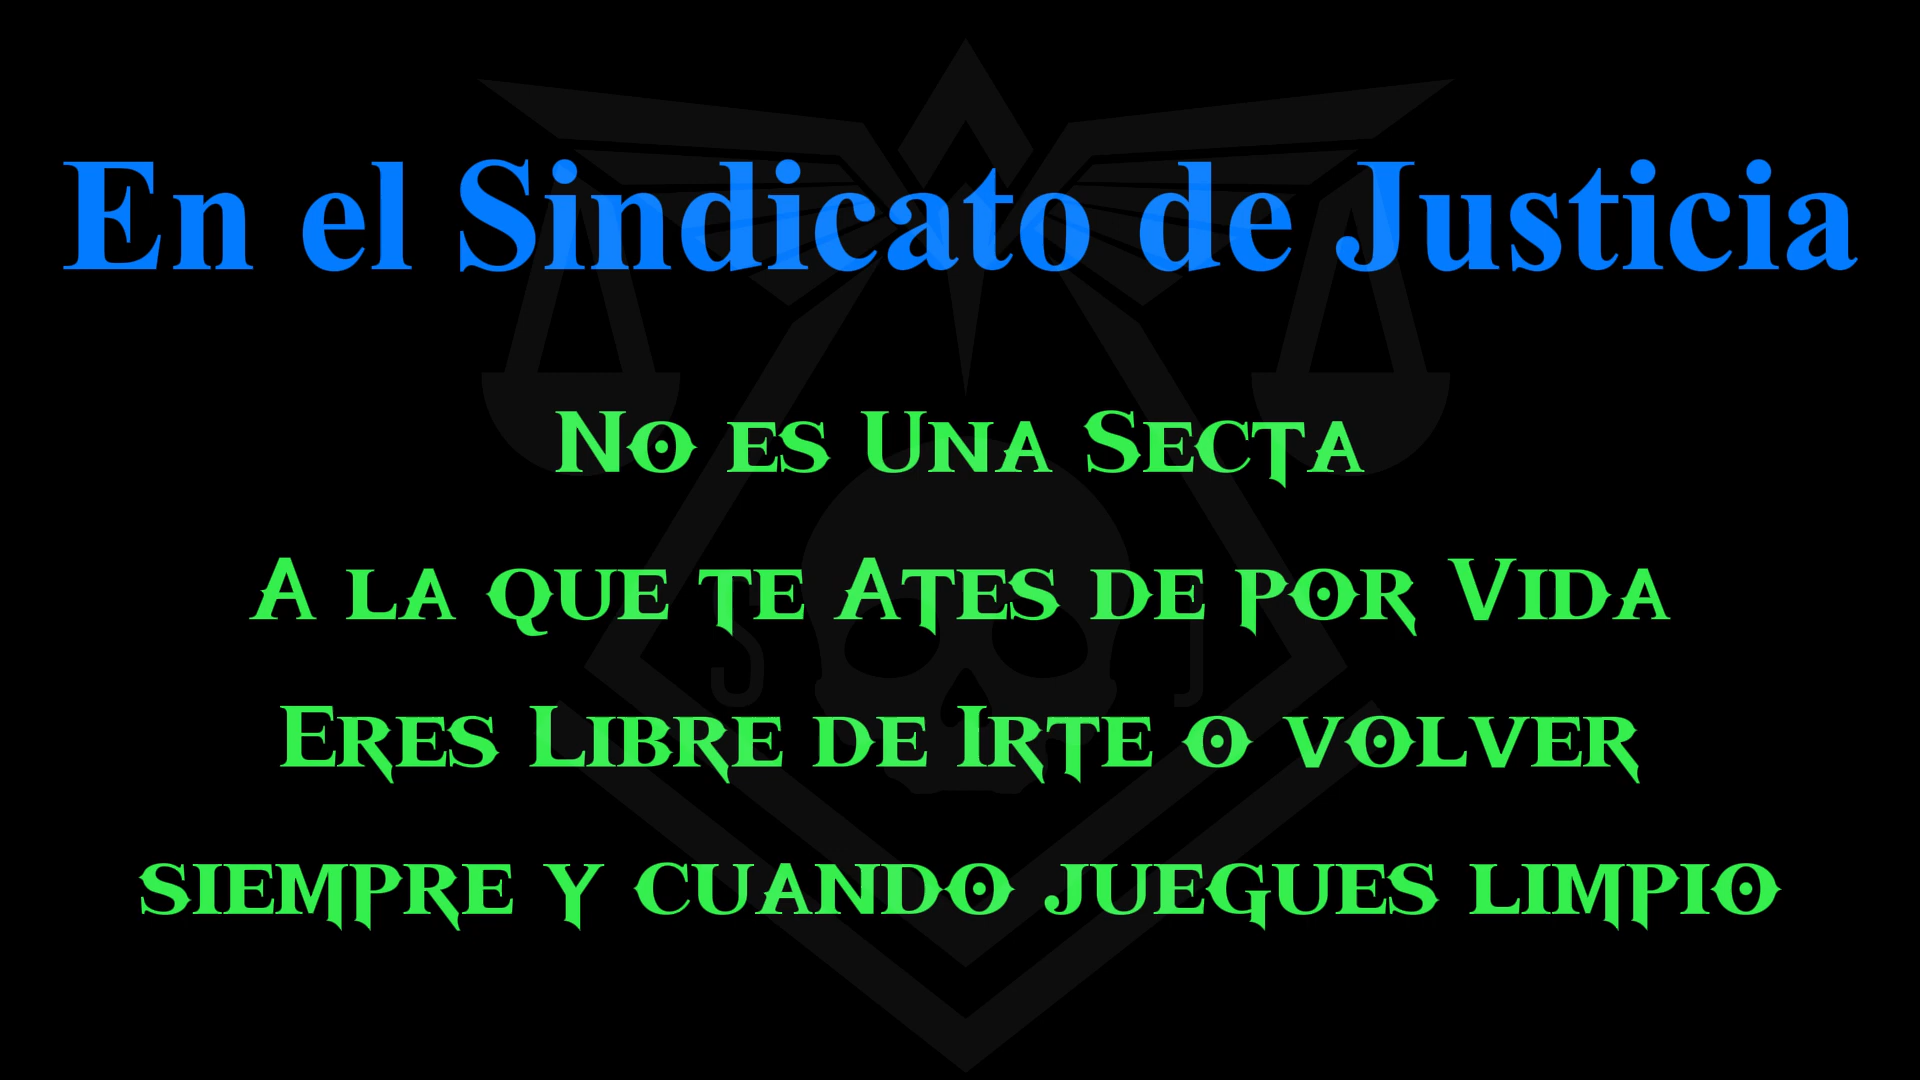 En el Sindicato de Justicia
No es Una Secta
A la que te Ates de por Vida
S J
Eres Libre de Irte o volver
siempre y cuando juegues limpio